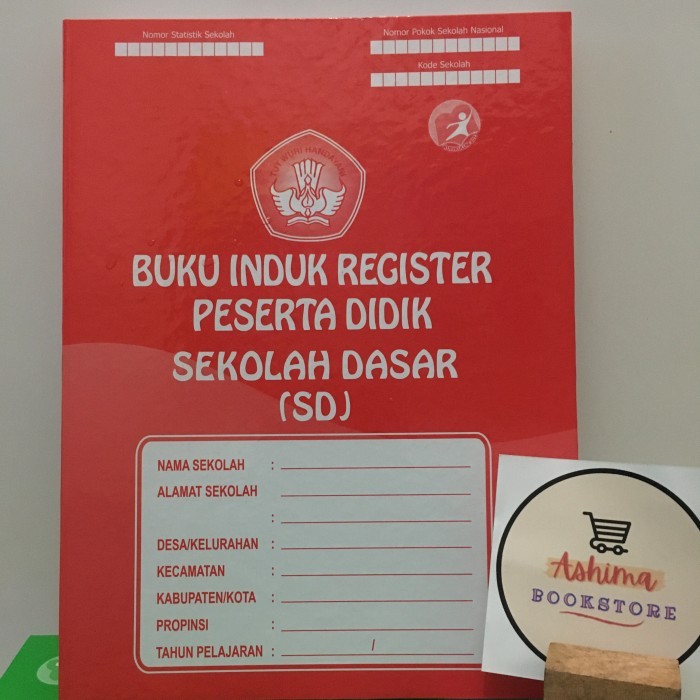 Nomor Statistik Sekolah
Nomor Pokok Sekolah Nasional
Kode Sekolah
TUT WURI HANDAYANI
BUKU INDUK REGISTER
PESERTA DIDIK
SEKOLAH DASAR
(SD)
NAMA SEKOLAH :
ALAMAT SEKOLAH
:
DESA/KELURAHAN :
KECAMATAN :
KABUPATEN/KOTA :
PROPINSI :
TAHUN PELAJARAN : /
Ashima
BOOKSTORE